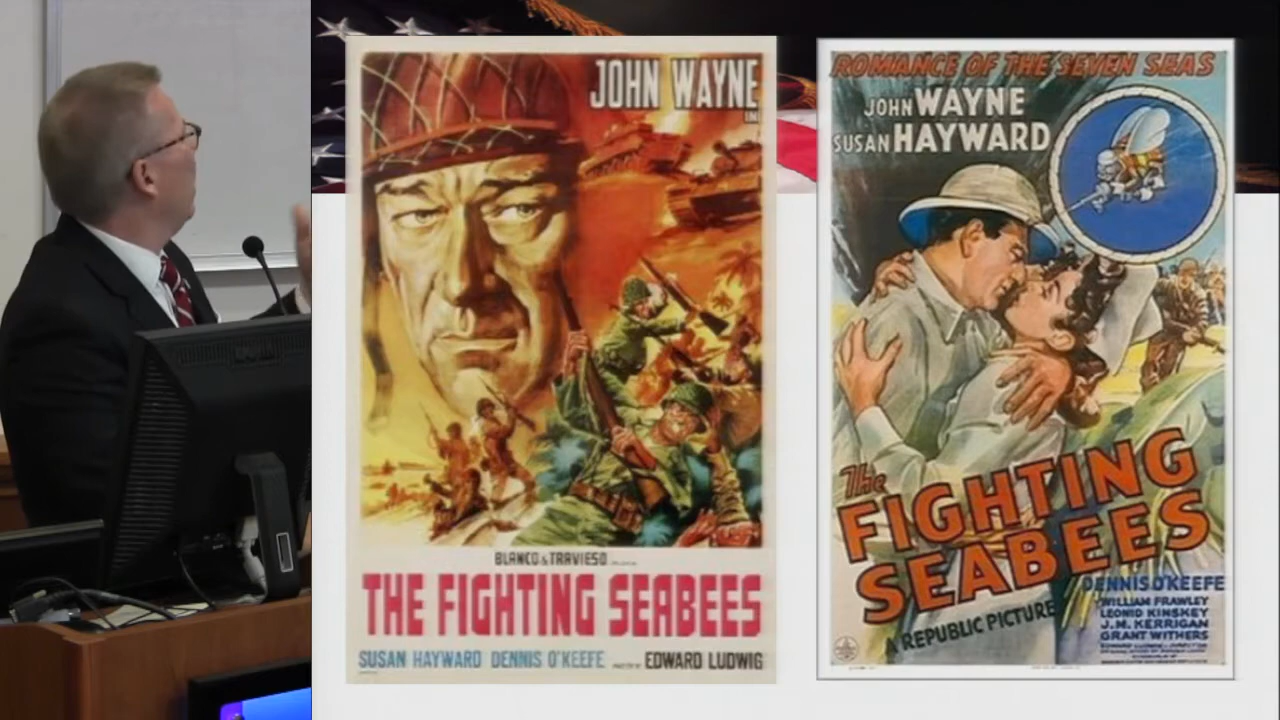 JOHN WAYNE
IN
BLANCO & TRAVIESO
THE FIGHTING SEABEES
SUSAN HAYWARD DENNIS O'KEEFE
EDWARD LUDWIG
ROMANCE OF THE SEVEN SEAS
JOHN WAYNE
SUSAN HAYWARD
The
FIGHTING
SEABEES
A REPUBLIC PICTURE
DENNIS O'KEEFE
WILLIAM FRAWLEY
LEONID KINSKEY
J.M. KERRIGAN
GRANT WITHERS